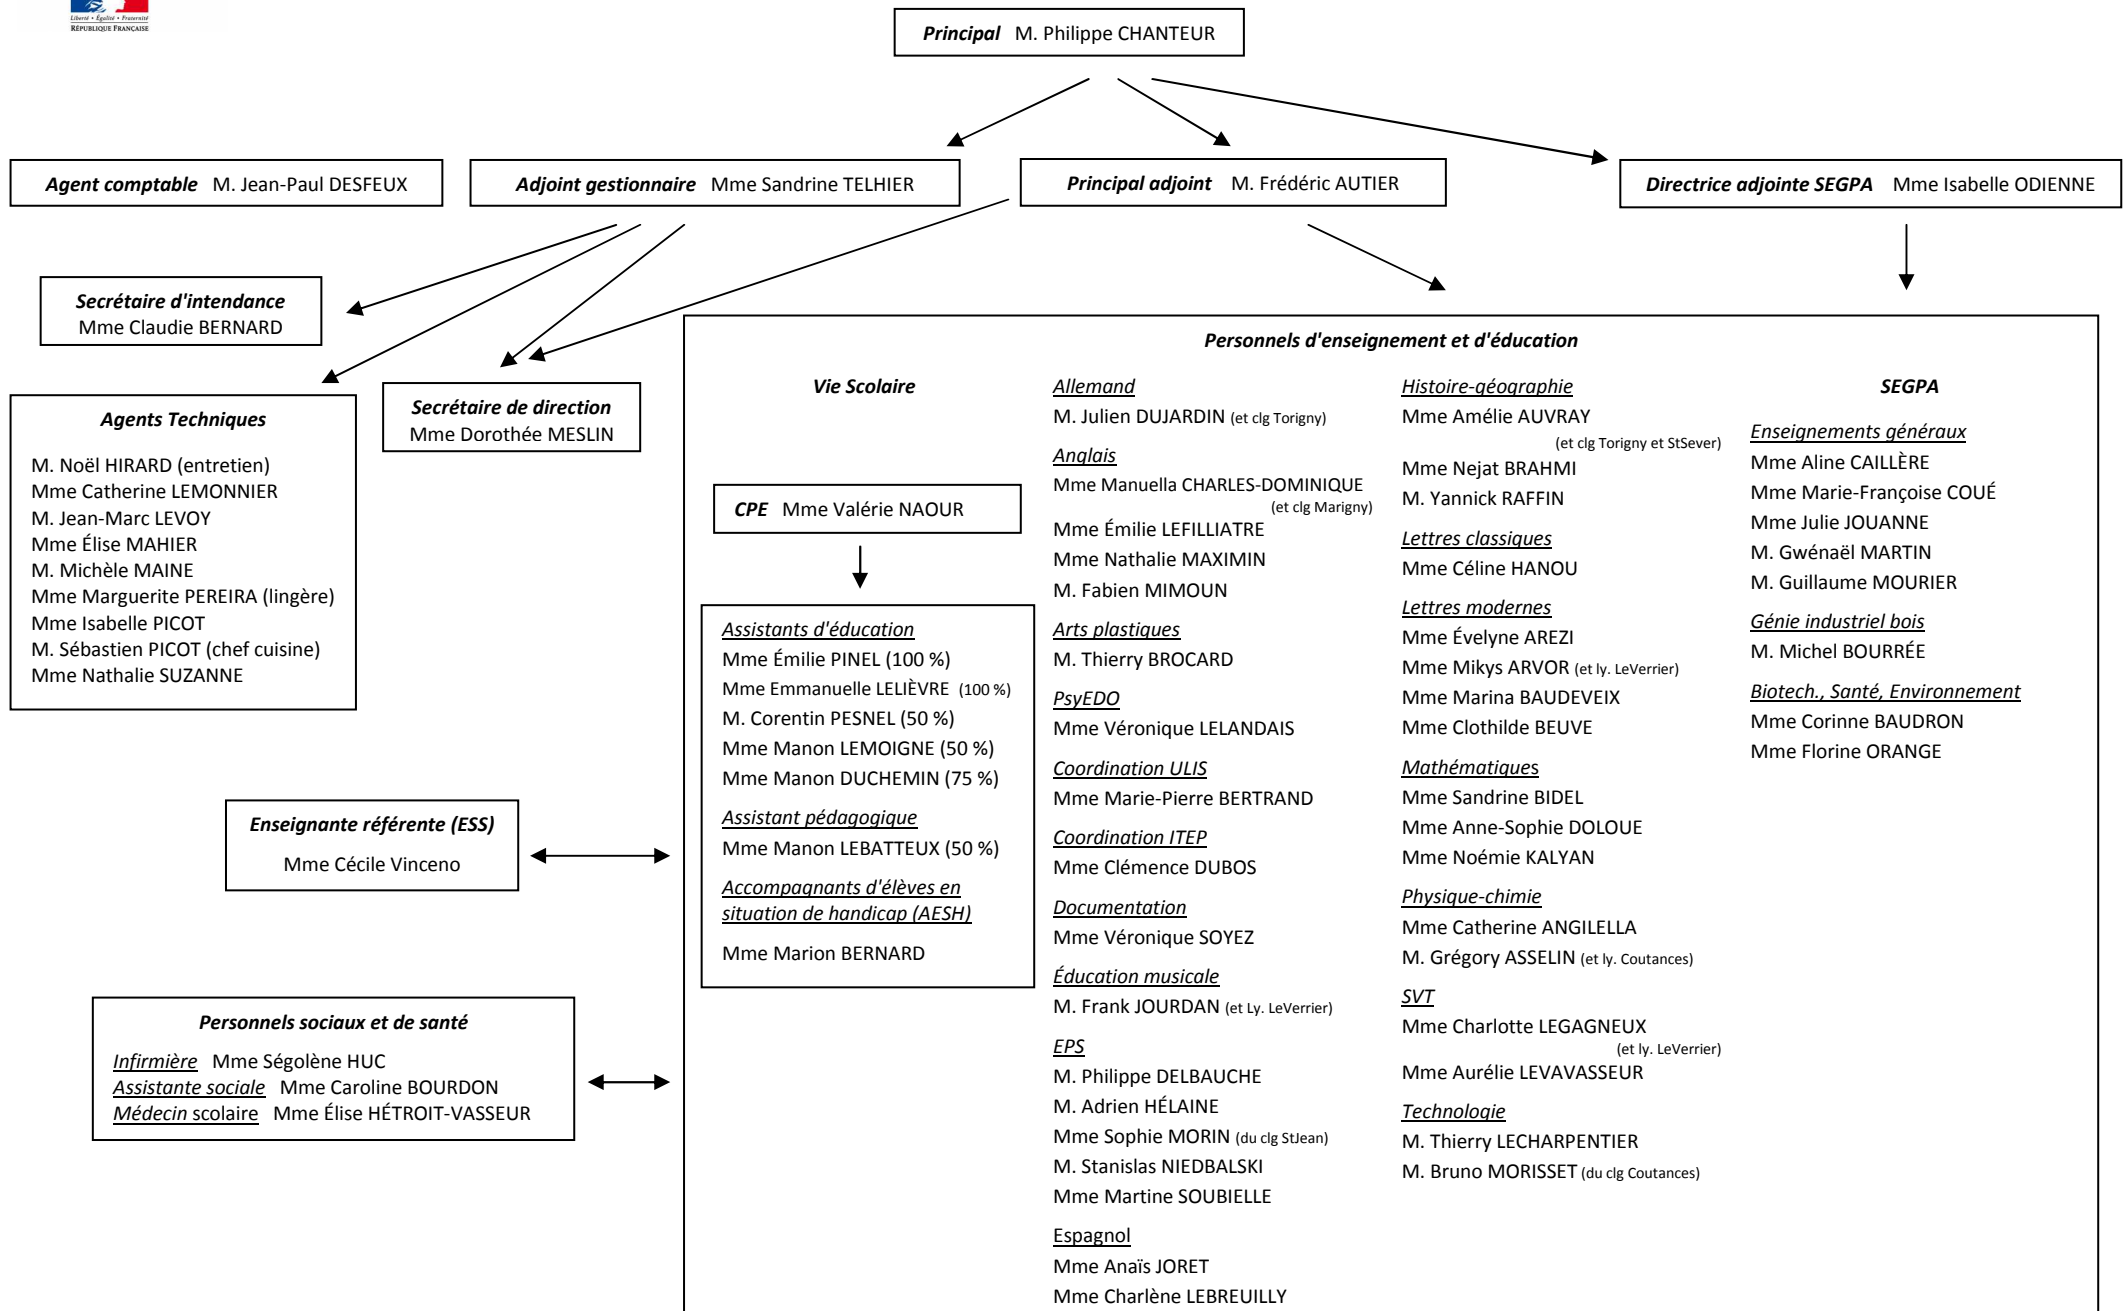 Liberté • Égalité • Fraternité
RÉPUBLIQUE FRANÇAISE
Principal M. Philippe CHANTEUR
Agent comptable M. Jean-Paul DESFEUX
Adjoint gestionnaire Mme Sandrine TELHIER
Principal adjoint M. Frédéric AUTIER
Directrice adjointe SEGPA Mme Isabelle ODIENNE
Secrétaire d'intendance
Mme Claudie BERNARD
Agents Techniques
M. Noël HIRARD (entretien)
Mme Catherine LEMONNIER
M. Jean-Marc LEVOY
Mme Élise MAHIER
M. Michèle MAINE
Mme Marguerite PEREIRA (lingère)
Mme Isabelle PICOT
M. Sébastien PICOT (chef cuisine)
Mme Nathalie SUZANNE
Secrétaire de direction
Mme Dorothée MESLIN
Enseignante référente (ESS)
Mme Cécile Vinceno
Personnels sociaux et de santé
Infirmière Mme Ségolène HUC
Assistante sociale Mme Caroline BOURDON
Médecin scolaire Mme Élise HÉTROIT-VASSEUR
Personnels d'enseignement et d'éducation
Vie Scolaire
CPE Mme Valérie NAOUR
Assistants d'éducation
Mme Émilie PINEL (100 %)
Mme Emmanuelle LELIÈVRE (100 %)
M. Corentin PESNEL (50 %)
Mme Manon LEMOIGNE (50 %)
Mme Manon DUCHEMIN (75 %)
Assistant pédagogique
Mme Manon LEBATTEUX (50 %)
Accompagnants d'élèves en
situation de handicap (AESH)
Mme Marion BERNARD
Allemand
M. Julien DUJARDIN (et clg Torigny)
Anglais
Mme Manuella CHARLES-DOMINIQUE
(et clg Marigny)
Mme Émilie LEFILLIATRE
Mme Nathalie MAXIMIN
M. Fabien MIMOUN
Arts plastiques
M. Thierry BROCARD
PsyEDO
Mme Véronique LELANDAIS
Coordination ULIS
Mme Marie-Pierre BERTRAND
Coordination ITEP
Mme Clémence DUBOS
Documentation
Mme Véronique SOYEZ
Éducation musicale
M. Frank JOURDAN (et Ly. LeVerrier)
EPS
M. Philippe DELBAUCHE
M. Adrien HÉLAINE
Mme Sophie MORIN (du clg StJean)
M. Stanislas NIEDBALSKI
Mme Martine SOUBIELLE
Espagnol
Mme Anaïs JORET
Mme Charlène LEBREUILLY
Histoire-géographie
Mme Amélie AUVRAY
(et clg Torigny et StSever)
Mme Nejat BRAHMI
M. Yannick RAFFIN
Lettres classiques
Mme Céline HANOU
Lettres modernes
Mme Évelyne AREZI
Mme Mikys ARVOR (et ly. LeVerrier)
Mme Marina BAUDEVEIX
Mme Clothilde BEUVE
Mathématiques
Mme Sandrine BIDEL
Mme Anne-Sophie DOLOUE
Mme Noémie KALYAN
Physique-chimie
Mme Catherine ANGILELLA
M. Grégory ASSELIN (et ly. Coutances)
SVT
Mme Charlotte LEGAGNEUX
(et ly. LeVerrier)
Mme Aurélie LEVAVASSEUR
Technologie
M. Thierry LECHARPENTIER
M. Bruno MORISSET (du clg Coutances)
SEGPA
Enseignements généraux
Mme Aline CAILLÈRE
Mme Marie-Françoise COUÉ
Mme Julie JOUANNE
M. Gwénaël MARTIN
M. Guillaume MOURIER
Génie industriel bois
M. Michel BOURRÉE
Biotech., Santé, Environnement
Mme Corinne BAUDRON
Mme Florine ORANGE